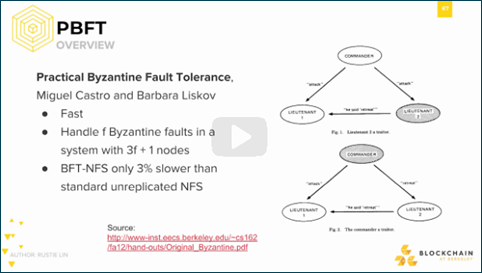 PBFT
OVERVIEW
27
Practical Byzantine Fault Tolerance,
Miguel Castro and Barbara Liskov
● Fast
● Handle f Byzantine faults in a
system with 3f + 1 nodes
● BFT-NFS only 3% slower than
standard unreplicated NFS
Source:
http://www-inst.eecs.berkeley.edu/~cs162
/fa12/hand-outs/Original_Byzantine.pdf
COMMANDER
"attack"
"attack"
LIEUTENANT
1
"he said 'retreat'"
LIEUTENANT
2
Fig. 1. Lieutenant 2 a traitor.
COMMANDER
"attack"
"retreat"
LIEUTENANT
1
"he said 'retreat'"
LIEUTENANT
2
Fig. 2. The commander a traitor.
AUTHOR: RUSTIE LIN
BLOCKCHAIN
AT BERKELEY